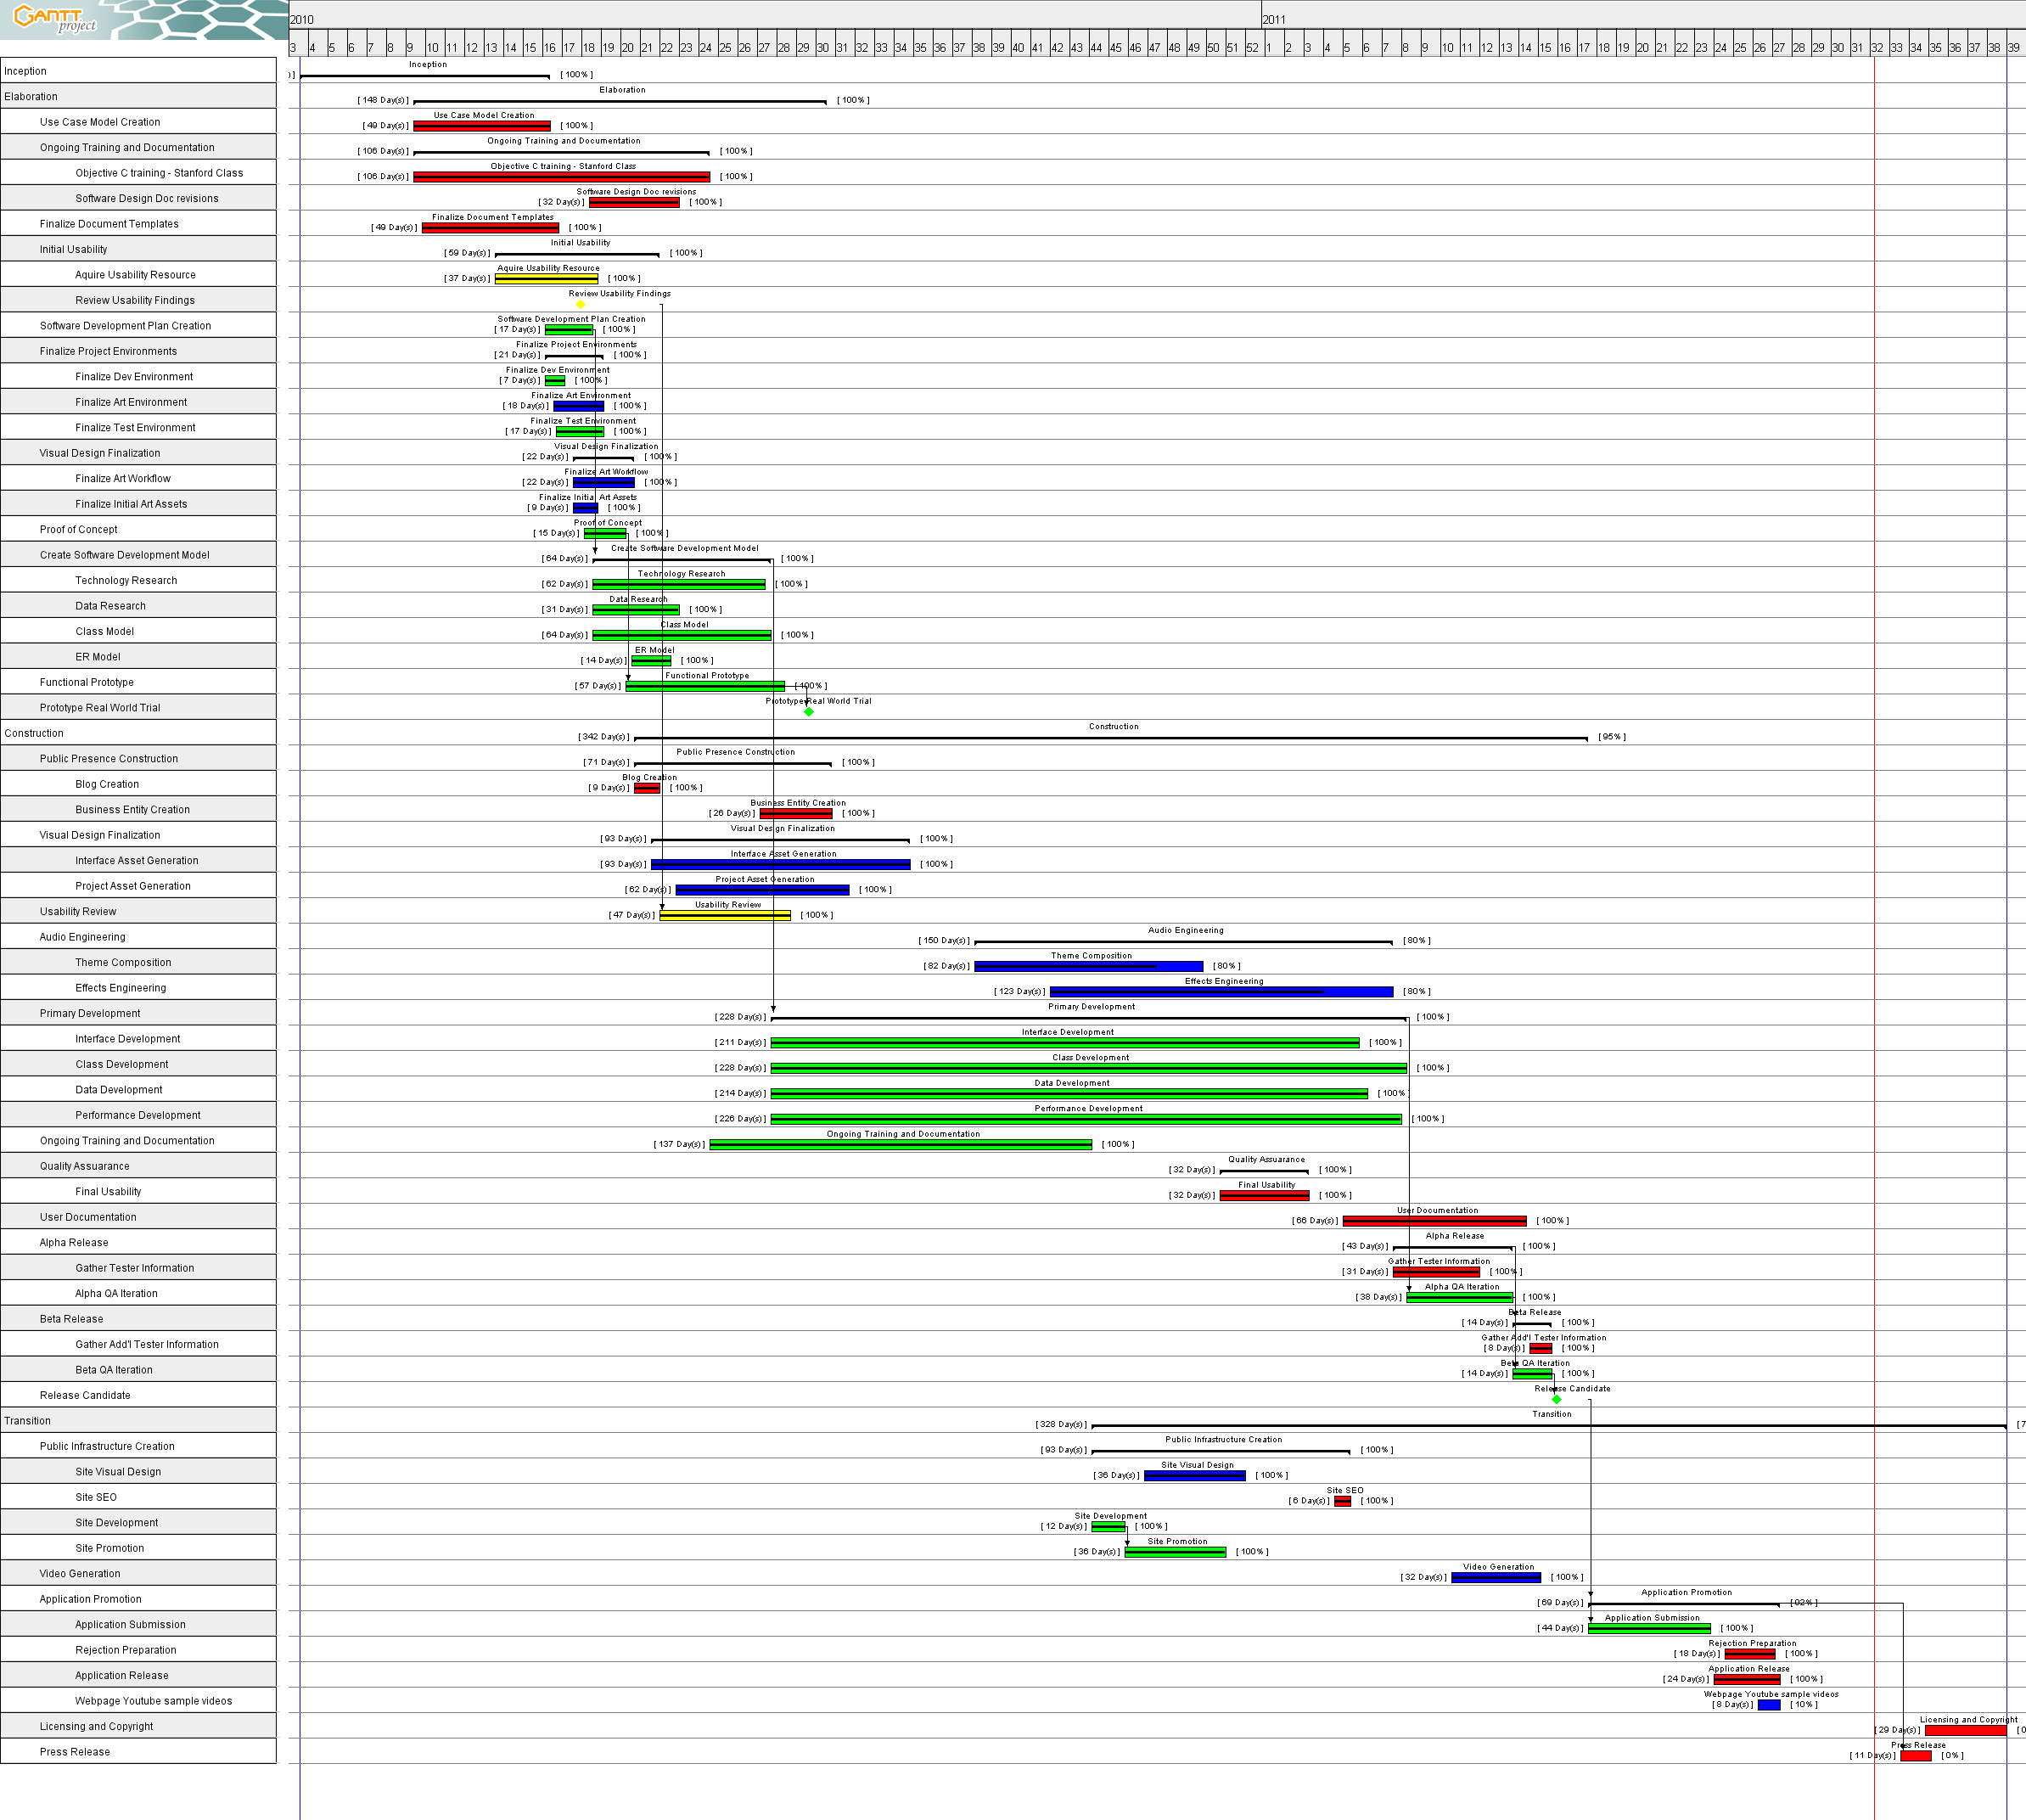 GANTT
project
2010 2011
3 4 5 6 7 8 9 10 11 12 13 14 15 16 17 18 19 20 21 22 23 24 25 26 27 28 29 30 31 32 33 34 35 36 37 38 39 40 41 42 43 44 45 46 47 48 49 50 51 52 1 2 3 4 5 6 7 8 9 10 11 12 13 14 15 16 17 18 19 20 21 22 23 24 25 26 27 28 29 30 31 32 33 34 35 36 37 38 39
Inception Inception ] [ 100% ]
Elaboration Elaboration [ 148 Day(s) ] [ 100% ]
Use Case Model Creation Use Case Model Creation [ 49 Day(s) ] [ 100% ]
Ongoing Training and Documentation Ongoing Training and Documentation [ 106 Day(s) ] [ 100% ]
Objective C training - Stanford Class Objective C training - Stanford Class [ 106 Day(s) ] [ 100% ]
Software Design Doc revisions Software Design Doc revisions [ 32 Day(s) ] [ 100% ]
Finalize Document Templates Finalize Document Templates [ 49 Day(s) ] [ 100% ]
Initial Usability Initial Usability [ 59 Day(s) ] [ 100% ]
Aquire Usability Resource Aquire Usability Resource [ 37 Day(s) ] [ 100% ]
Review Usability Findings Review Usability Findings
Software Development Plan Creation Software Development Plan Creation [ 17 Day(s) ] [ 100% ]
Finalize Project Environments Finalize Project Environments [ 21 Day(s) ] [ 100% ]
Finalize Dev Environment Finalize Dev Environment [ 7 Day(s) ] [ 100% ]
Finalize Art Environment Finalize Art Environment [ 18 Day(s) ] [ 100% ]
Finalize Test Environment Finalize Test Environment [ 17 Day(s) ] [ 100% ]
Visual Design Finalization Visual Design Finalization [ 22 Day(s) ] [ 100% ]
Finalize Art Workflow Finalize Art Workflow [ 22 Day(s) ] [ 100% ]
Finalize Initial Art Assets Finalize Initial Art Assets [ 9 Day(s) ] [ 100% ]
Proof of Concept Proof of Concept [ 15 Day(s) ] [ 100% ]
Create Software Development Model Create Software Development Model [ 64 Day(s) ] [ 100% ]
Technology Research Technology Research [ 62 Day(s) ] [ 100% ]
Data Research Data Research [ 31 Day(s) ] [ 100% ]
Class Model Class Model [ 64 Day(s) ] [ 100% ]
ER Model ER Model [ 14 Day(s) ] [ 100% ]
Functional Prototype Functional Prototype [ 57 Day(s) ] [ 100% ]
Prototype Real World Trial Prototype Real World Trial
Construction Construction [ 342 Day(s) ] [ 95% ]
Public Presence Construction Public Presence Construction [ 71 Day(s) ] [ 100% ]
Blog Creation Blog Creation [ 9 Day(s) ] [ 100% ]
Business Entity Creation Business Entity Creation [ 26 Day(s) ] [ 100% ]
Visual Design Finalization Visual Design Finalization [ 93 Day(s) ] [ 100% ]
Interface Asset Generation Interface Asset Generation [ 93 Day(s) ] [ 100% ]
Project Asset Generation Project Asset Generation [ 62 Day(s) ] [ 100% ]
Usability Review Usability Review [ 47 Day(s) ] [ 100% ]
Audio Engineering Audio Engineering [ 150 Day(s) ] [ 80% ]
Theme Composition Theme Composition [ 82 Day(s) ] [ 80% ]
Effects Engineering Effects Engineering [ 123 Day(s) ] [ 80% ]
Primary Development Primary Development [ 228 Day(s) ] [ 100% ]
Interface Development Interface Development [ 211 Day(s) ] [ 100% ]
Class Development Class Development [ 228 Day(s) ] [ 100% ]
Data Development Data Development [ 214 Day(s) ] [ 100% ]
Performance Development Performance Development [ 226 Day(s) ] [ 100% ]
Ongoing Training and Documentation Ongoing Training and Documentation [ 137 Day(s) ] [ 100% ]
Quality Assuarance Quality Assuarance [ 32 Day(s) ] [ 100% ]
Final Usability Final Usability [ 32 Day(s) ] [ 100% ]
User Documentation User Documentation [ 66 Day(s) ] [ 100% ]
Alpha Release Alpha Release [ 43 Day(s) ] [ 100% ]
Gather Tester Information Gather Tester Information [ 31 Day(s) ] [ 100% ]
Alpha QA Iteration Alpha QA Iteration [ 38 Day(s) ] [ 100% ]
Beta Release Beta Release [ 14 Day(s) ] [ 100% ]
Gather Add'l Tester Information Gather Add'l Tester Information [ 8 Day(s) ] [ 100% ]
Beta QA Iteration Beta QA Iteration [ 14 Day(s) ] [ 100% ]
Release Candidate Release Candidate
Transition Transition [ 328 Day(s) ] [ 7
Public Infrastructure Creation Public Infrastructure Creation [ 93 Day(s) ] [ 100% ]
Site Visual Design Site Visual Design [ 36 Day(s) ] [ 100% ]
Site SEO Site SEO [ 6 Day(s) ] [ 100% ]
Site Development Site Development [ 12 Day(s) ] [ 100% ]
Site Promotion Site Promotion [ 36 Day(s) ] [ 100% ]
Video Generation Video Generation [ 32 Day(s) ] [ 100% ]
Application Promotion Application Promotion [ 69 Day(s) ] [ 92% ]
Application Submission Application Submission [ 44 Day(s) ] [ 100% ]
Rejection Preparation Rejection Preparation [ 18 Day(s) ] [ 100% ]
Application Release Application Release [ 24 Day(s) ] [ 100% ]
Webpage Youtube sample videos Webpage Youtube sample videos [ 8 Day(s) ] [ 10% ]
Licensing and Copyright Licensing and Copyright [ 29 Day(s) ] [ 0
Press Release Press Release [ 11 Day(s) ] [ 0% ]